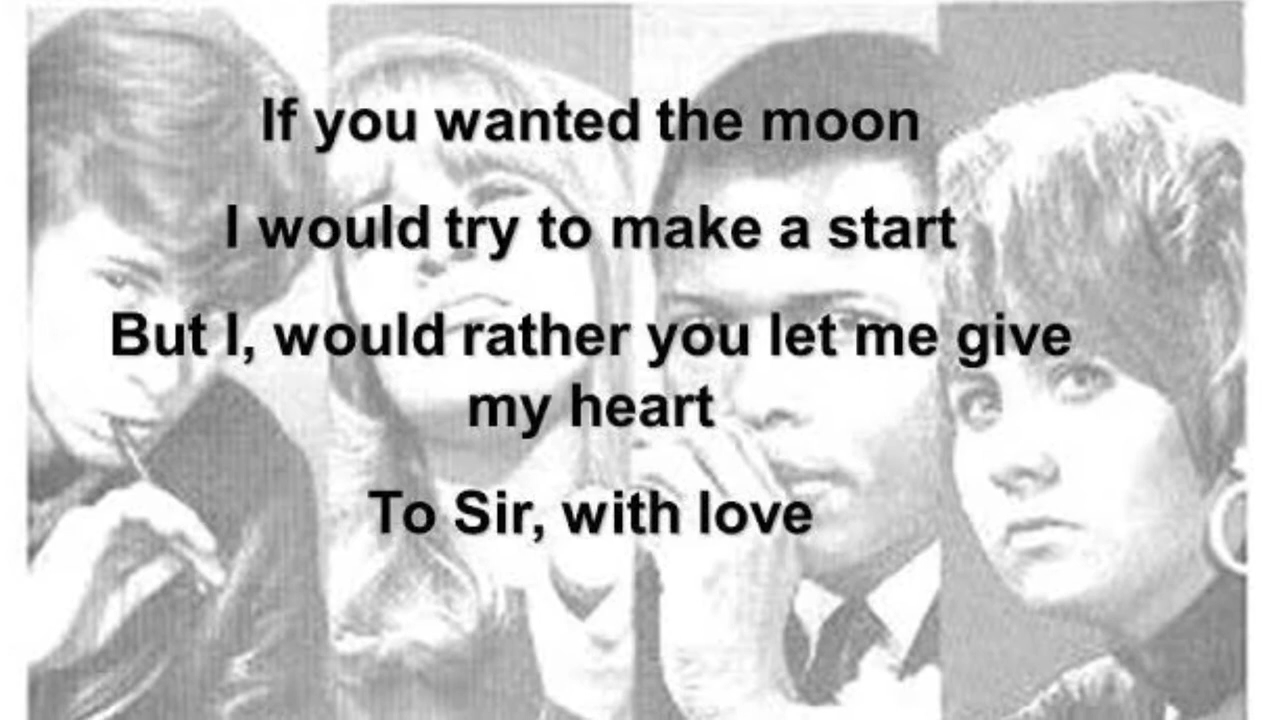 If you wanted the moon
I would try to make a start
But I, would rather you let me give
my heart
To Sir, with love